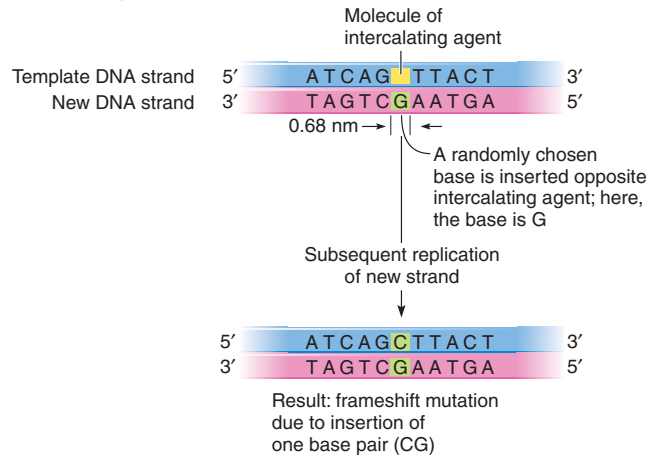 Molecule of
intercalating agent
Template DNA strand 5′ ATCAG TTACT 3′
New DNA strand 3′ TAGTCGAATGA 5′
0.68 nm
A randomly chosen
base is inserted opposite
intercalating agent; here,
the base is G
Subsequent replication
of new strand
5′ ATCAGCTTACT 3′
3′ TAGTCGAATGA 5′
Result: frameshift mutation
due to insertion of
one base pair (CG)